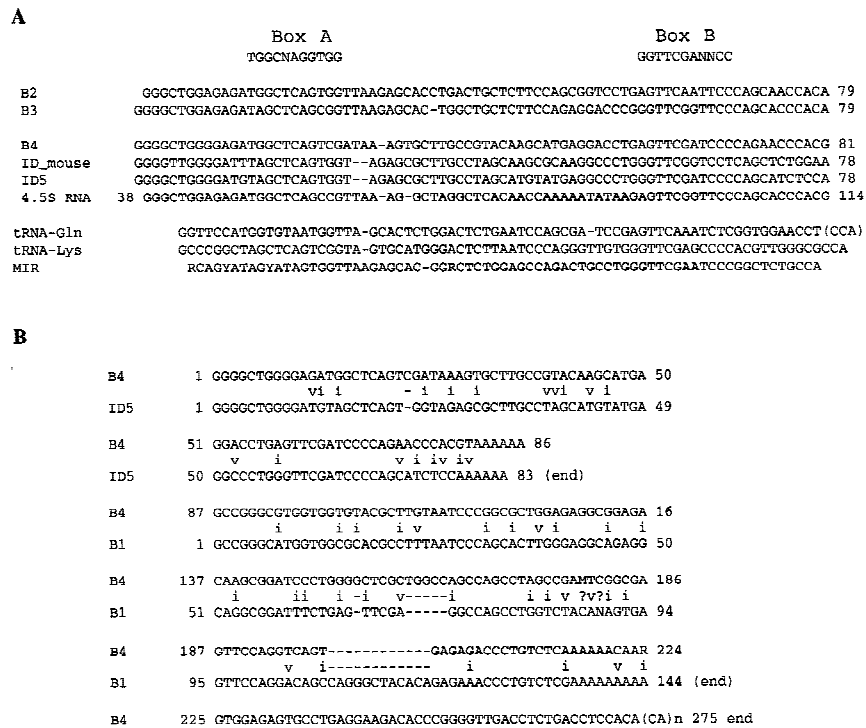 A
Box A Box B
TGGCNAGGTGG GGTTCGANNCC
B2 GGGCTGGAGAGATGGCTCAGTGGTTAAGAGCACCTGACTGCTCTTCCAGCGGTCCTGAGTTCAATTCCCAGCAACCACA 79
B3 GGGGCTGGAGAGATAGCTCAGCGGTTAAGAGCAC-TGGCTGCTCTTCCAGAGGACCCGGGTTCGGTTCCCAGCACCCACA 79
B4 GGGGCTGGGGAGATGGCTCAGTCGATAA-AGTGCTTGCCGTACAAGCATGAGGACCTGAGTTCGATCCCCAGAACCCACG 81
ID_mouse GGGGTTGGGGATTTAGCTCAGTGGT--AGAGCGCTTGCCTAGCAAGCGCAAGGCCCTGGGTTCGGTCCTCAGCTCTGGAA 78
ID5 GGGGCTGGGGATGTAGCTCAGTGGT--AGAGCGCTTGCCTAGCATGTATGAGGCCCTGGGTTCGATCCCCAGCATCTCCA 78
4.5S RNA 38 GGGCTGGAGAGATGGCTCAGCCGTTAA-AG-GCTAGGCTCACAACCAAAAATATAAGAGTTCGGTTCCCAGCACCCACG 114
tRNA-Gln GGTTCCATGGTGTAATGGTTA-GCACTCTGGACTCTGAATCCAGCGA-TCCGAGTTCAAATCTCGGTGGAACCT(CCA)
tRNA-Lys GCCCGGCTAGCTCAGTCGGTA-GTGCATGGGACTCTTAATCCCAGGGTTGTGGGTTCGAGCCCCACGTTGGGCGCCA
MIR RCAGYATAGYATAGTGGTTAAGAGCAC-GGRCTCTGGAGCCAGACTGCCTGGGTTCGAATCCCGGCTCTGCCA
B
B4 1 GGGGCTGGGGAGATGGCTCAGTCGATAAAGTGCTTGCCGTACAAGCATGA 50
vi i - i i i vvi v i
ID5 1 GGGGCTGGGGATGTAGCTCAGT-GGTAGAGCGCTTGCCTAGCATGTATGA 49
B4 51 GGACCTGAGTTCGATCCCCAGAACCCACGTAAAAAA 86
v i v i iv iv
ID5 50 GGCCCTGGGTTCGATCCCCAGCATCTCCAAAAAA 83 (end)
B4 87 GCCGGGCGTGGTGGTGTACGCTTGTAATCCCGGCGCTGGAGAGGCGGAGA 16
i i i i v i i v i i i
B1 1 GCCGGGCATGGTGGCGCACGCCTTTAATCCCAGCACTTGGGAGGCAGAGG 50
B4 137 CAAGCGGATCCCTGGGGCTCGCTGGCCAGCCAGCCTAGCCGAMTCGGCGA 186
i ii i -i v-----i i i v ?v?i i
B1 51 CAGGCGGATTTCTGAG-TTCGA-----GGCCAGCCTGGTCTACANAGTGA 94
B4 187 GTTCCAGGTCAGT------------GAGAGACCCTGTCTCAAAAAACAAR 224
v i------------ i i v i
B1 95 GTTCCAGGACAGCCAGGGCTACACAGAGAAACCCTGTCTCGAAAAAAAAA 144 (end)
B4 225 GTGGAGAGTGCCTGAGGAAGACACCCGGGGTTGACCTCTGACCTCCACA(CA)n 275 end